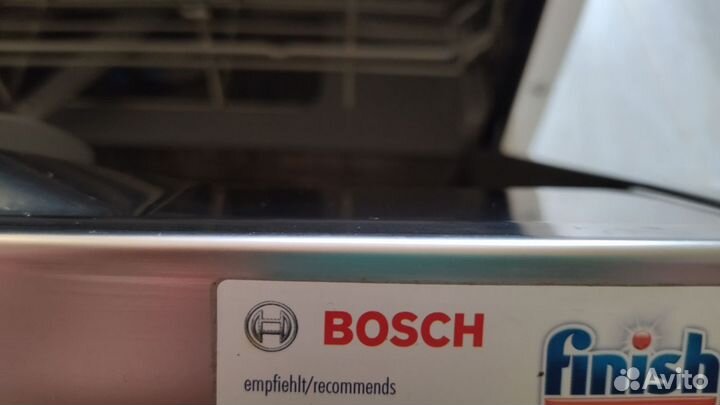 BOSCH
finish
empfiehlt/recommends
Avito